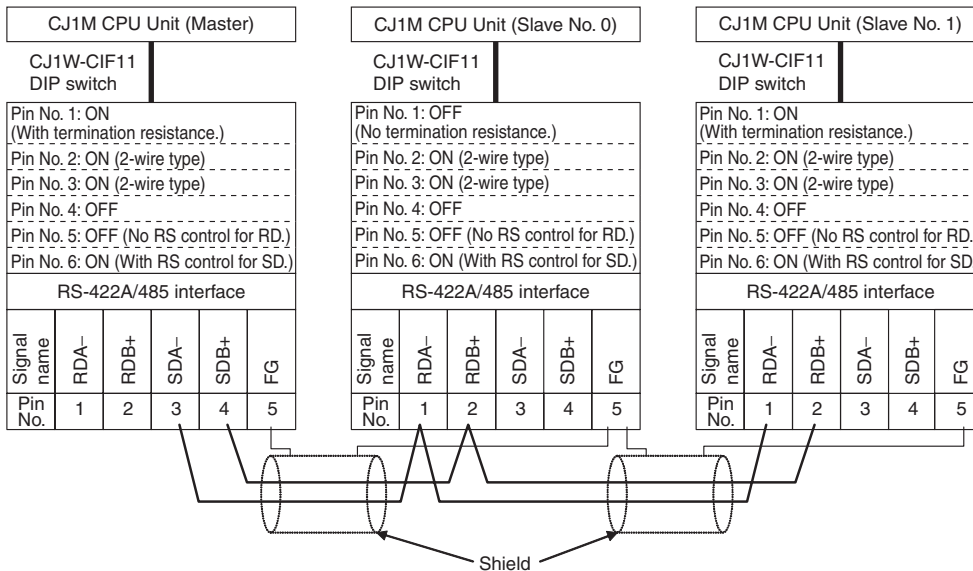 CJ1M CPU Unit (Master)
CJ1W-CIF11
DIP switch
Pin No. 1: ON
(With termination resistance.)
Pin No. 2: ON (2-wire type)
Pin No. 3: ON (2-wire type)
Pin No. 4: OFF
Pin No. 5: OFF (No RS control for RD.)
Pin No. 6: ON (With RS control for SD.)
RS-422A/485 interface
Signal name RDA– RDB+ SDA– SDB+ FG
Pin No. 1 2 3 4 5
CJ1M CPU Unit (Slave No. 0)
CJ1W-CIF11
DIP switch
Pin No. 1: OFF
(No termination resistance.)
Pin No. 2: ON (2-wire type)
Pin No. 3: ON (2-wire type)
Pin No. 4: OFF
Pin No. 5: OFF (No RS control for RD.)
Pin No. 6: ON (With RS control for SD.)
RS-422A/485 interface
Signal name RDA– RDB+ SDA– SDB+ FG
Pin No. 1 2 3 4 5
CJ1M CPU Unit (Slave No. 1)
CJ1W-CIF11
DIP switch
Pin No. 1: ON
(With termination resistance.)
Pin No. 2: ON (2-wire type)
Pin No. 3: ON (2-wire type)
Pin No. 4: OFF
Pin No. 5: OFF (No RS control for RD.
Pin No. 6: ON (With RS control for SD
RS-422A/485 interface
Signal name RDA– RDB+ SDA– SDB+ FG
Pin No. 1 2 3 4 5
Shield